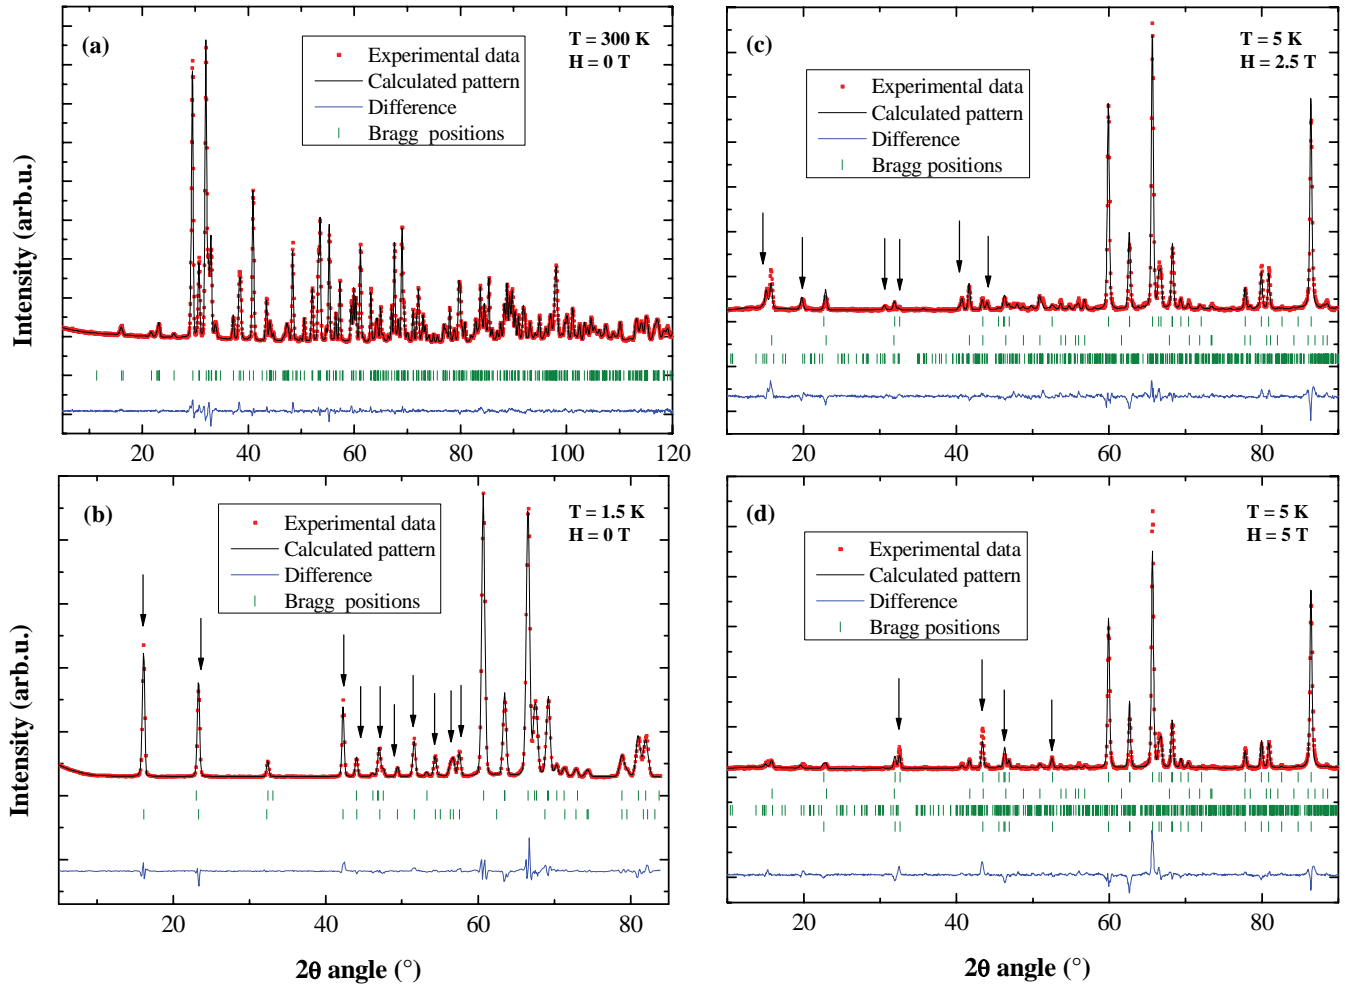 (a)
T = 300 K
H = 0 T
Experimental data
Calculated pattern
Difference
Bragg positions
20 40 60 80 100 120
(b)
T = 1.5 K
H = 0 T
Experimental data
Calculated pattern
Difference
Bragg positions
20 40 60 80
2θ angle (°)
Intensity (arb.u.)
Intensity (arb.u.)
(c)
T = 5 K
H = 2.5 T
Experimental data
Calculated pattern
Difference
Bragg positions
20 40 60 80
(d)
T = 5 K
H = 5 T
Experimental data
Calculated pattern
Difference
Bragg positions
20 40 60 80
2θ angle (°)